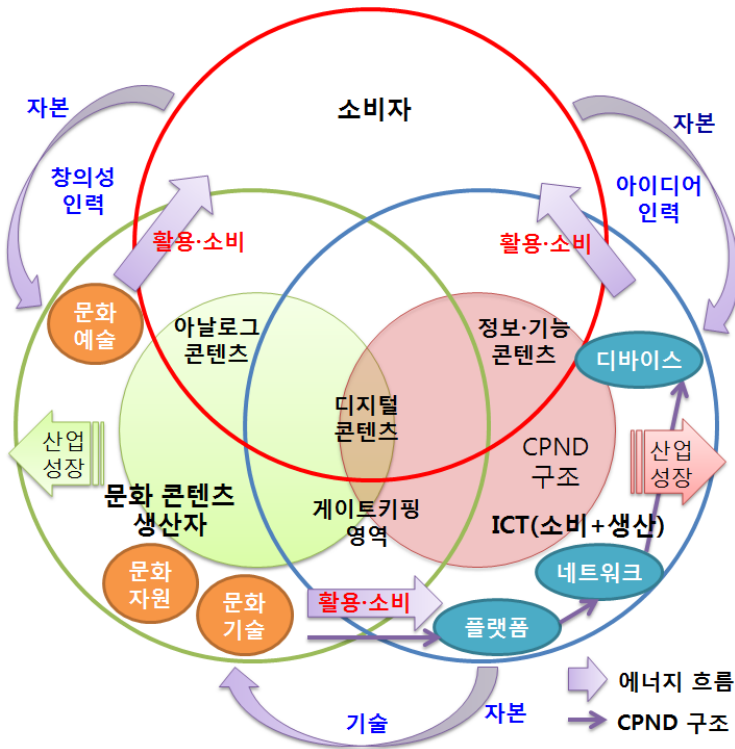 소비자
자본
자본
창의성
인력
아이디어
인력
활용·소비
활용·소비
문화
예술
아날로그
콘텐츠
정보·기능
콘텐츠
디바이스
디지털
콘텐츠
산업
성장
CPND
구조
산업
성장
문화 콘텐츠
생산자
게이트키핑
영역
ICT(소비+생산)
문화
자원
문화
기술
활용·소비
네트워크
플랫폼
기술
자본
에너지 흐름
CPND 구조